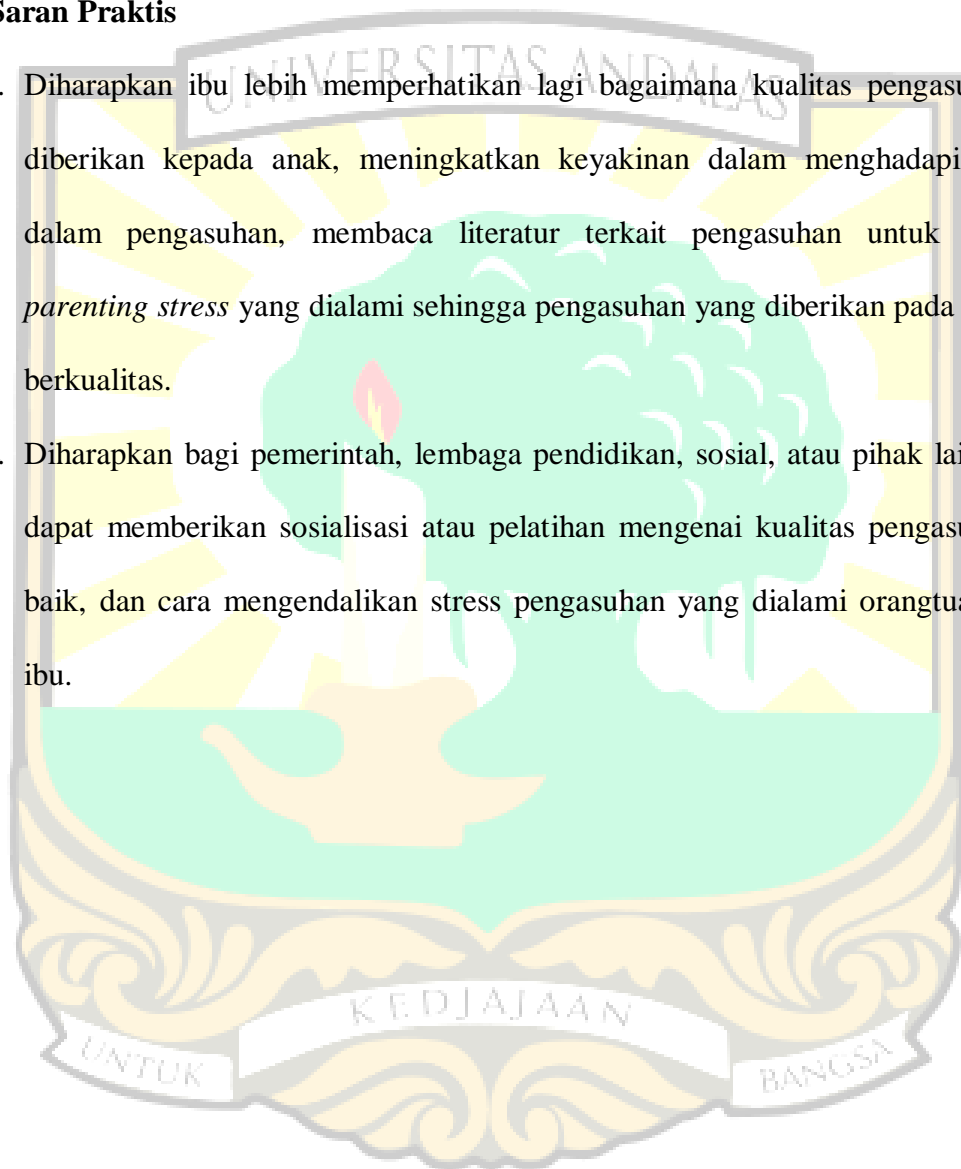 Saran Praktis
UNIVERSITAS ANDALAS
. Diharapkan ibu lebih memperhatikan lagi bagaimana kualitas pengasu
diberikan kepada anak, meningkatkan keyakinan dalam menghadapi
dalam pengasuhan, membaca literatur terkait pengasuhan untuk
parenting stress yang dialami sehingga pengasuhan yang diberikan pada
berkualitas.
. Diharapkan bagi pemerintah, lembaga pendidikan, sosial, atau pihak lai
dapat memberikan sosialisasi atau pelatihan mengenai kualitas pengasu
baik, dan cara mengendalikan stress pengasuhan yang dialami orangtua
ibu.
UNTUK KEDJAJAAN BANGSA